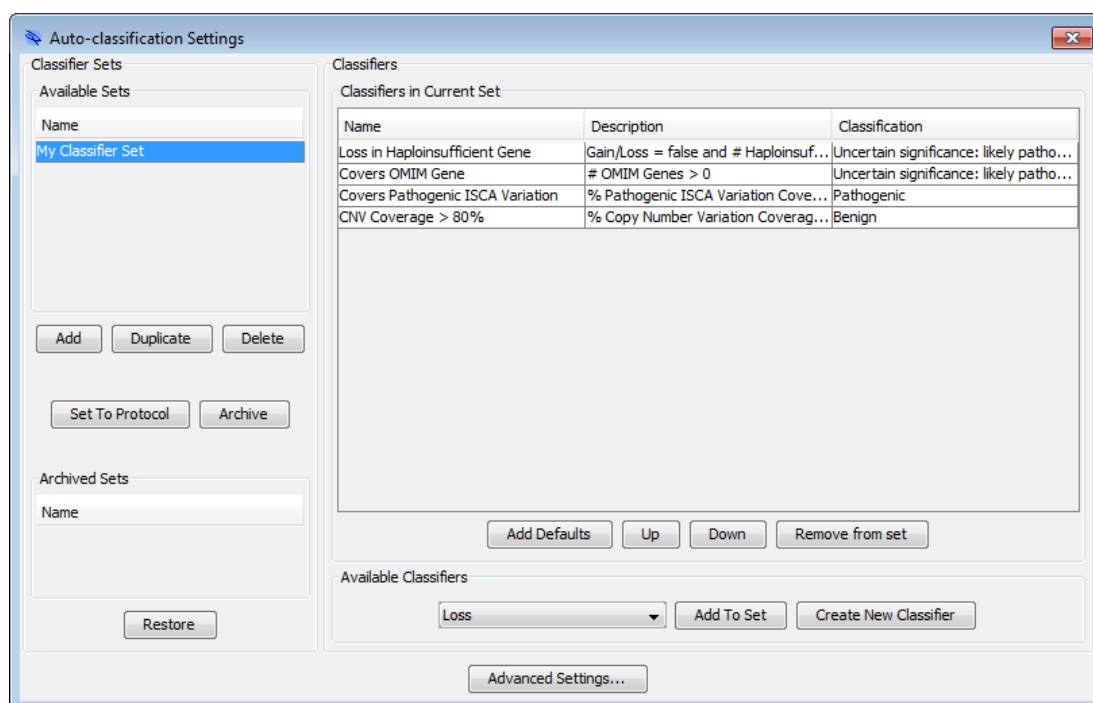 Auto-classification Settings
Classifier Sets
Available Sets
Name
My Classifier Set
Add Duplicate Delete
Set To Protocol Archive
Archived Sets
Name
Restore
Classifiers
Classifiers in Current Set
Name Description Classification
Loss in Haploinsufficient Gene Gain/Loss = false and # Haploinsuf... Uncertain significance: likely patho...
Covers OMIM Gene # OMIM Genes > 0 Uncertain significance: likely patho...
Covers Pathogenic ISCA Variation % Pathogenic ISCA Variation Cove... Pathogenic
CNV Coverage > 80% % Copy Number Variation Coverag... Benign
Add Defaults Up Down Remove from set
Available Classifiers
Loss Add To Set Create New Classifier
Advanced Settings...